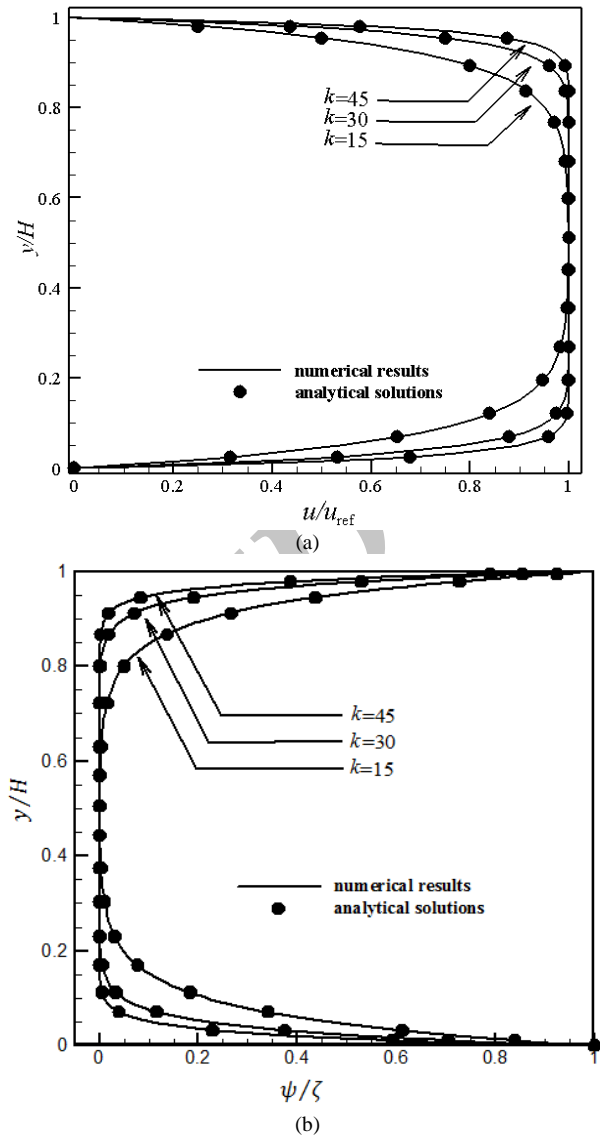 1
0.8
0.6
0.4
0.2
0
y/H
k=45
k=30
k=15
numerical results
analytical solutions
0 0.2 0.4 0.6 0.8 1
u/u_ref
(a)
1
0.8
0.6
0.4
0.2
0
y/H
k=45
k=30
k=15
numerical results
analytical solutions
0 0.2 0.4 0.6 0.8 1
ψ/ζ
(b)